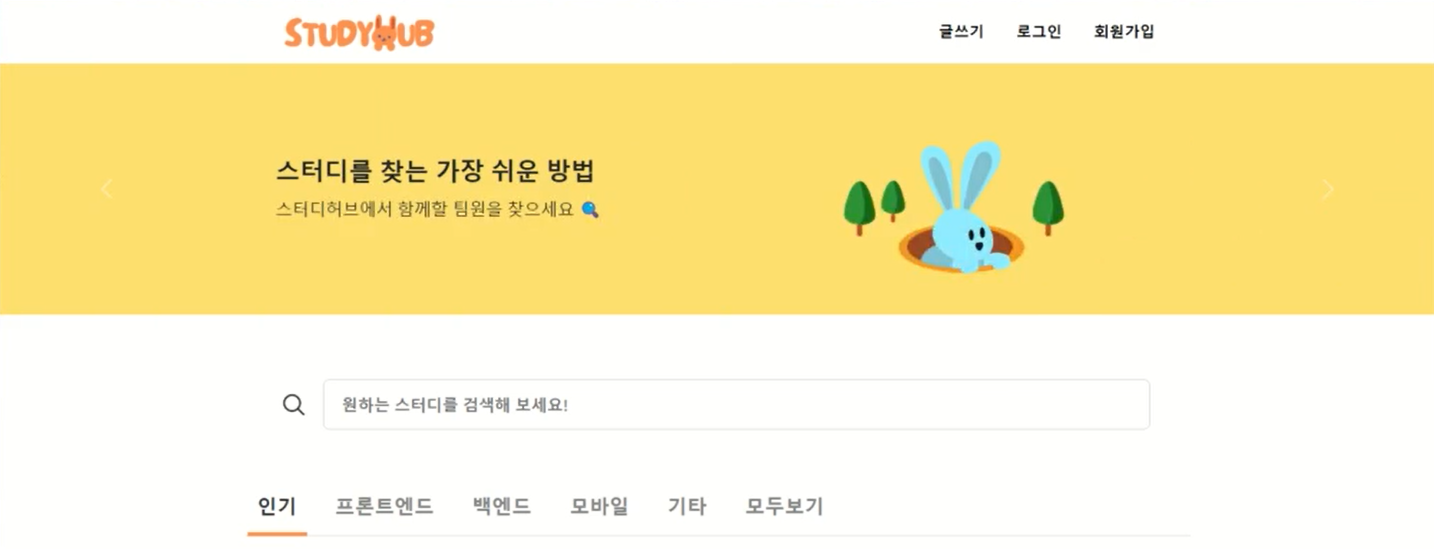 STUDYHUB
글쓰기 로그인 회원가입
스터디를 찾는 가장 쉬운 방법
스터디허브에서 함께할 팀원을 찾으세요 🔍
원하는 스터디를 검색해 보세요!
인기 프론트엔드 백엔드 모바일 기타 모두보기